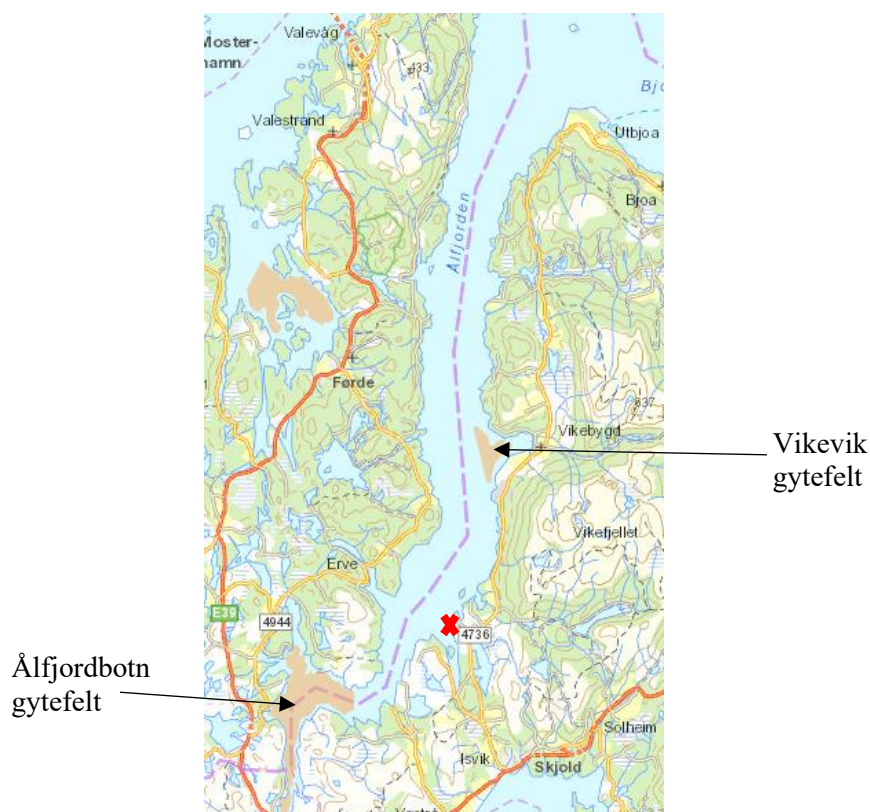 Moster-
hamn
Valevåg
433
Valestrand
Utbjoa
Bjoa
Ålfjorden
Førde
637
Vikebygd
Vikevik
gytefelt
Vikefjellet
Erve
E39
4944
4736
Ålfjordbotn
gytefelt
Solheim
Isvik
Skjold